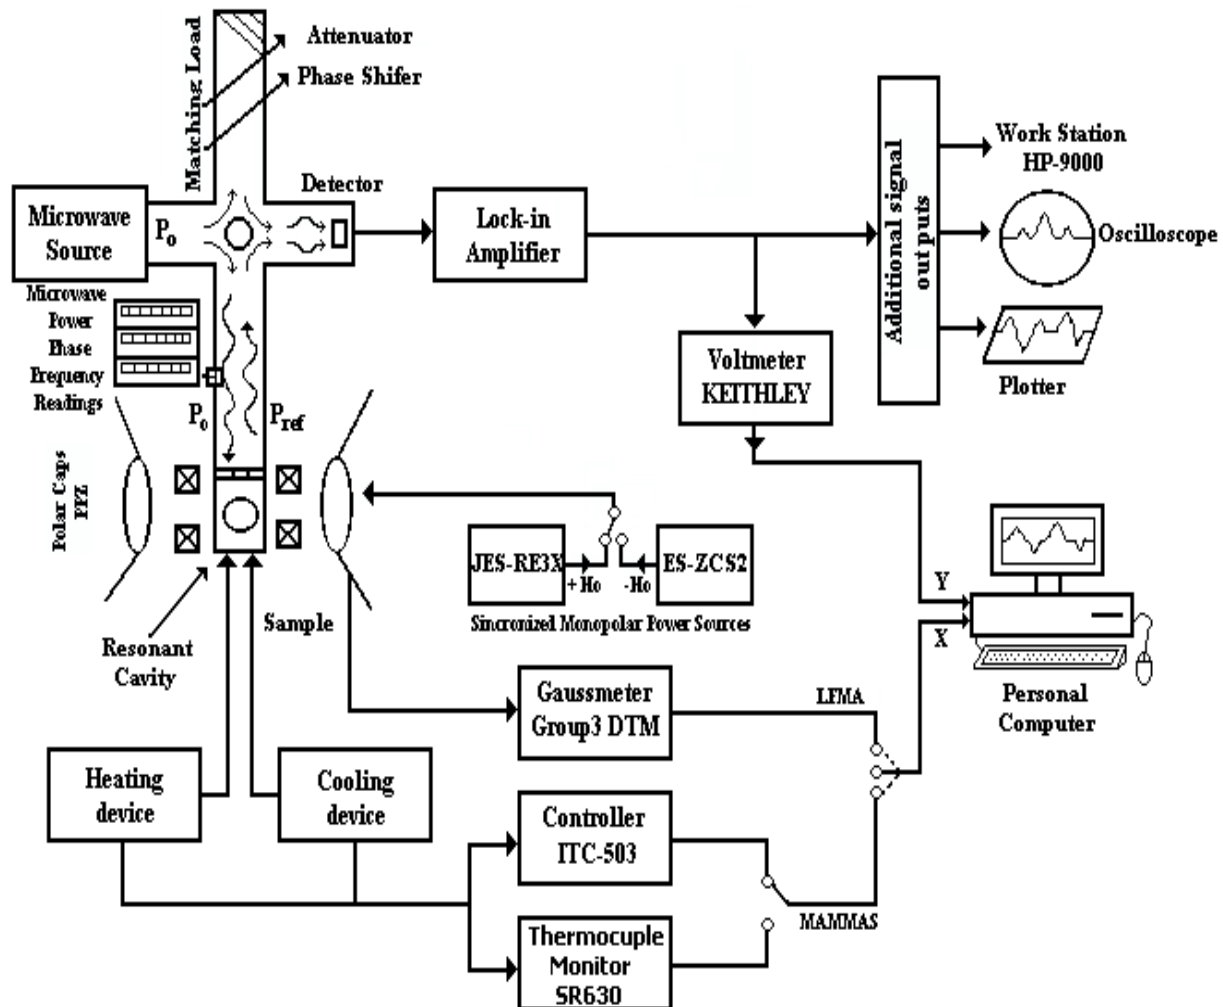 Attenuator
Phase Shifer
Matching Load
Detector
Microwave
Source
Po
Lock-in
Amplifier
Additional signal
outputs
Work Station
HP-9000
Oscilloscope
Plotter
Microwave
Power
Phase
Frequency
Readings
Po
Pref
Voltmeter
KEITHLEY
Polar Caps
JES-RE3X
+Ho
-Ho
ES-ZCS2
Sincronized Monopolar Power Sources
Sample
Resonant
Cavity
Y
X
Personal
Computer
Gaussmeter
Group3 DTM
LFMA
Heating
device
Cooling
device
Controller
ITC-503
MAMMAS
Thermocuple
Monitor
SR630